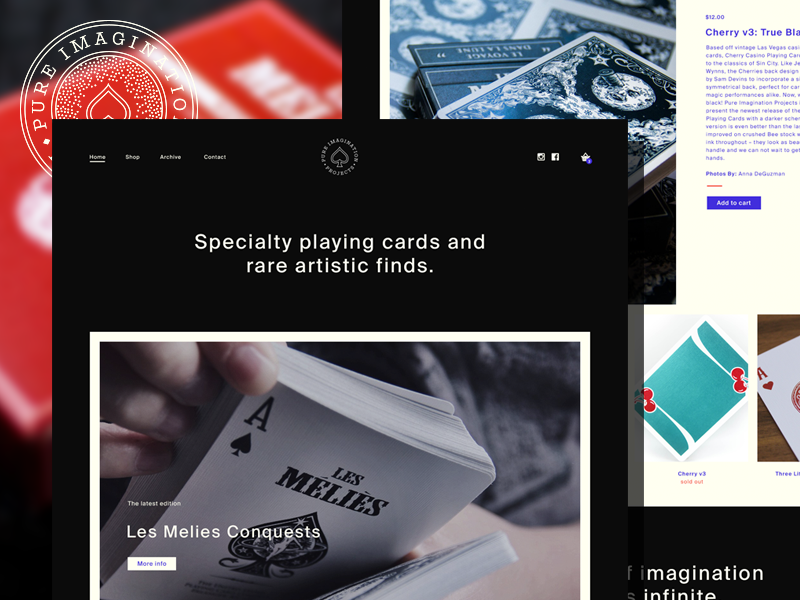 PURE IMAGINATIO
$12.00
Cherry v3: True Bla
Based off vintage Las Vegas casi
cards, Cherry Casino Playing Car
to the classics of Sin City. Like Je
Wynns, the Cherries back design
by Sam Devins to incorporate a si
symmetrical back, perfect for car
magic performances alike. Now, w
black! Pure Imagination Projects i
present the newest release of the
Playing Cards with a darker scher
version is even better than the las
improved on crushed Bee stock w
ink throughout – they look as bea
handle and we can not wait to get
hands.
Photos By: Anna DeGuzman
Add to cart
Home
Shop
Archive
Contact
PURE IMAGINATION
PROJECTS
Specialty playing cards and
rare artistic finds.
A
LES
MÉLIÈS
The latest edition
Les Melies Conquests
More info
A
Cherry v3
sold out
Three Lit
f imagination
s infinite